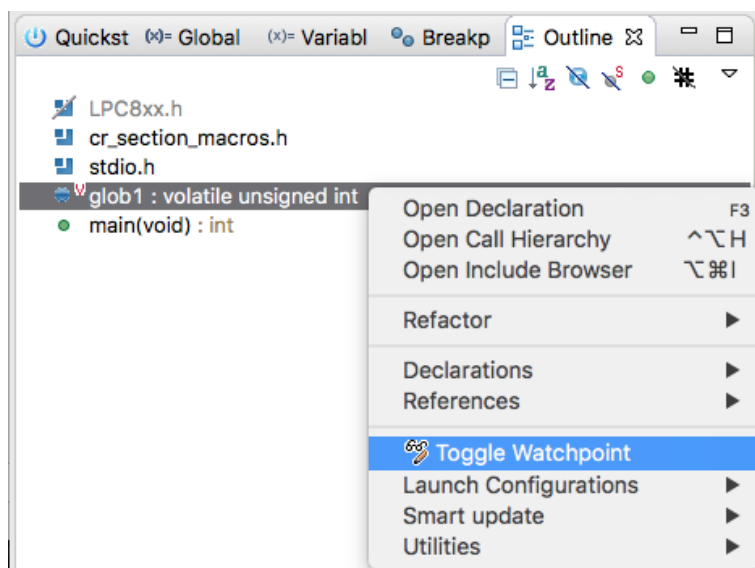 Quickst (x)= Global (x)= Variabl Breakp Outline
LPC8xx.h
cr_section_macros.h
stdio.h
glob1 : volatile unsigned int
main(void) : int
Open Declaration F3
Open Call Hierarchy ^⌥H
Open Include Browser ⌥⌘I
Refactor
Declarations
References
Toggle Watchpoint
Launch Configurations
Smart update
Utilities